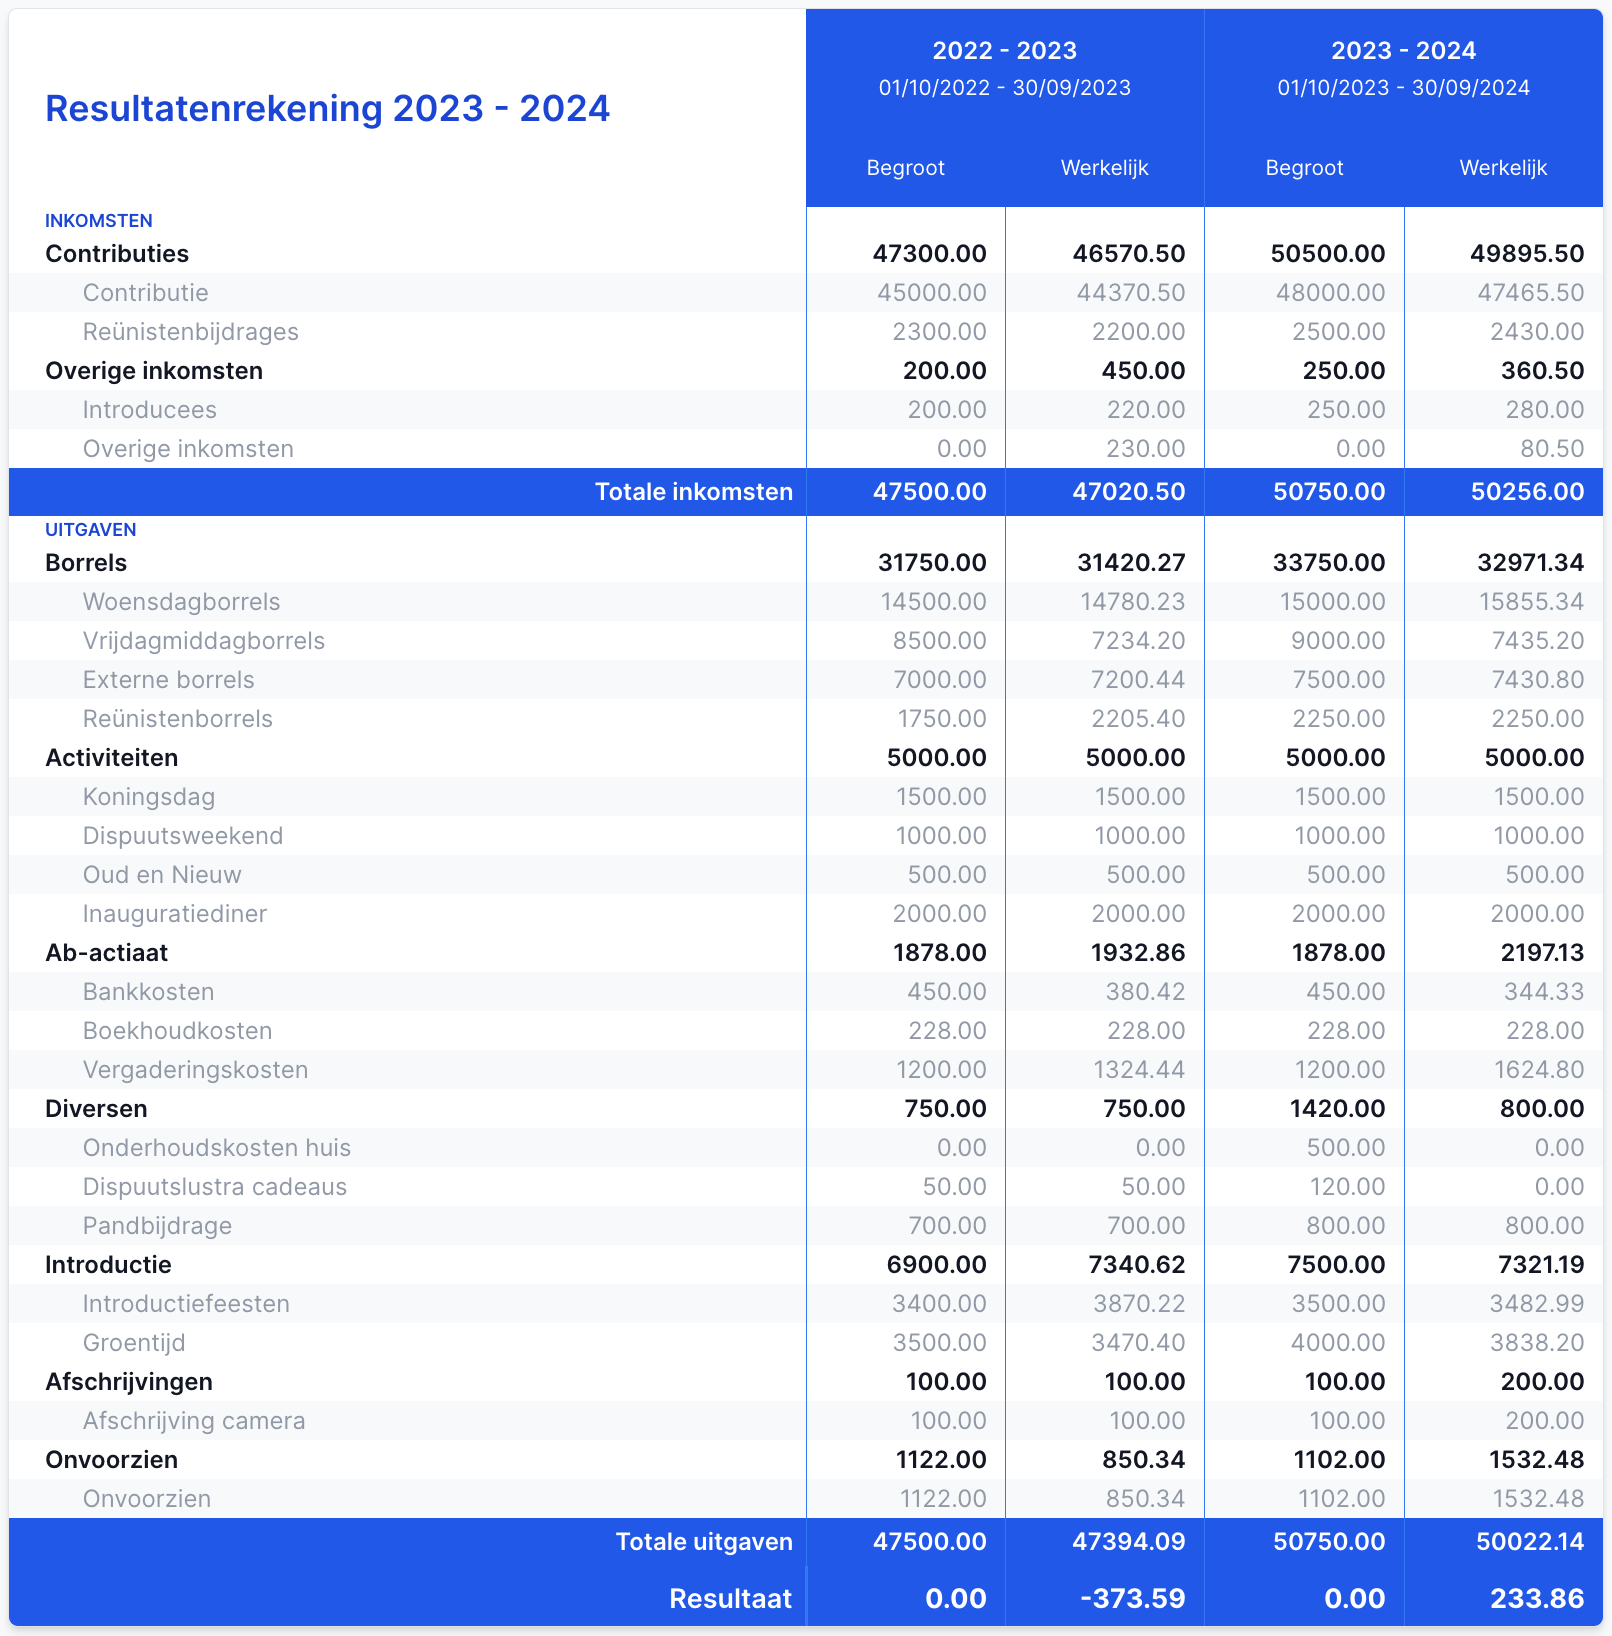 Resultatenrekening 2023 - 2024
2022 - 2023 2023 - 2024
01/10/2022 - 30/09/2023 01/10/2023 - 30/09/2024
Begroot Werkelijk Begroot Werkelijk
INKOMSTEN
Contributies 47300.00 46570.50 50500.00 49895.50
Contributie 45000.00 44370.50 48000.00 47465.50
Reünistenbijdrages 2300.00 2200.00 2500.00 2430.00
Overige inkomsten 200.00 450.00 250.00 360.50
Introducees 200.00 220.00 250.00 280.00
Overige inkomsten 0.00 230.00 0.00 80.50
Totale inkomsten 47500.00 47020.50 50750.00 50256.00
UITGAVEN
Borrels 31750.00 31420.27 33750.00 32971.34
Woensdagborrels 14500.00 14780.23 15000.00 15855.34
Vrijdagmiddagborrels 8500.00 7234.20 9000.00 7435.20
Externe borrels 7000.00 7200.44 7500.00 7430.80
Reünistenborrels 1750.00 2205.40 2250.00 2250.00
Activiteiten 5000.00 5000.00 5000.00 5000.00
Koningsdag 1500.00 1500.00 1500.00 1500.00
Dispuutsweekend 1000.00 1000.00 1000.00 1000.00
Oud en Nieuw 500.00 500.00 500.00 500.00
Inauguratiediner 2000.00 2000.00 2000.00 2000.00
Ab-actiaat 1878.00 1932.86 1878.00 2197.13
Bankkosten 450.00 380.42 450.00 344.33
Boekhoudkosten 228.00 228.00 228.00 228.00
Vergaderingskosten 1200.00 1324.44 1200.00 1624.80
Diversen 750.00 750.00 1420.00 800.00
Onderhoudskosten huis 0.00 0.00 500.00 0.00
Dispuutslustra cadeaus 50.00 50.00 120.00 0.00
Pandbijdrage 700.00 700.00 800.00 800.00
Introductie 6900.00 7340.62 7500.00 7321.19
Introductiefeesten 3400.00 3870.22 3500.00 3482.99
Groentijd 3500.00 3470.40 4000.00 3838.20
Afschrijvingen 100.00 100.00 100.00 200.00
Afschrijving camera 100.00 100.00 100.00 200.00
Onvoorzien 1122.00 850.34 1102.00 1532.48
Onvoorzien 1122.00 850.34 1102.00 1532.48
Totale uitgaven 47500.00 47394.09 50750.00 50022.14
Resultaat 0.00 -373.59 0.00 233.86